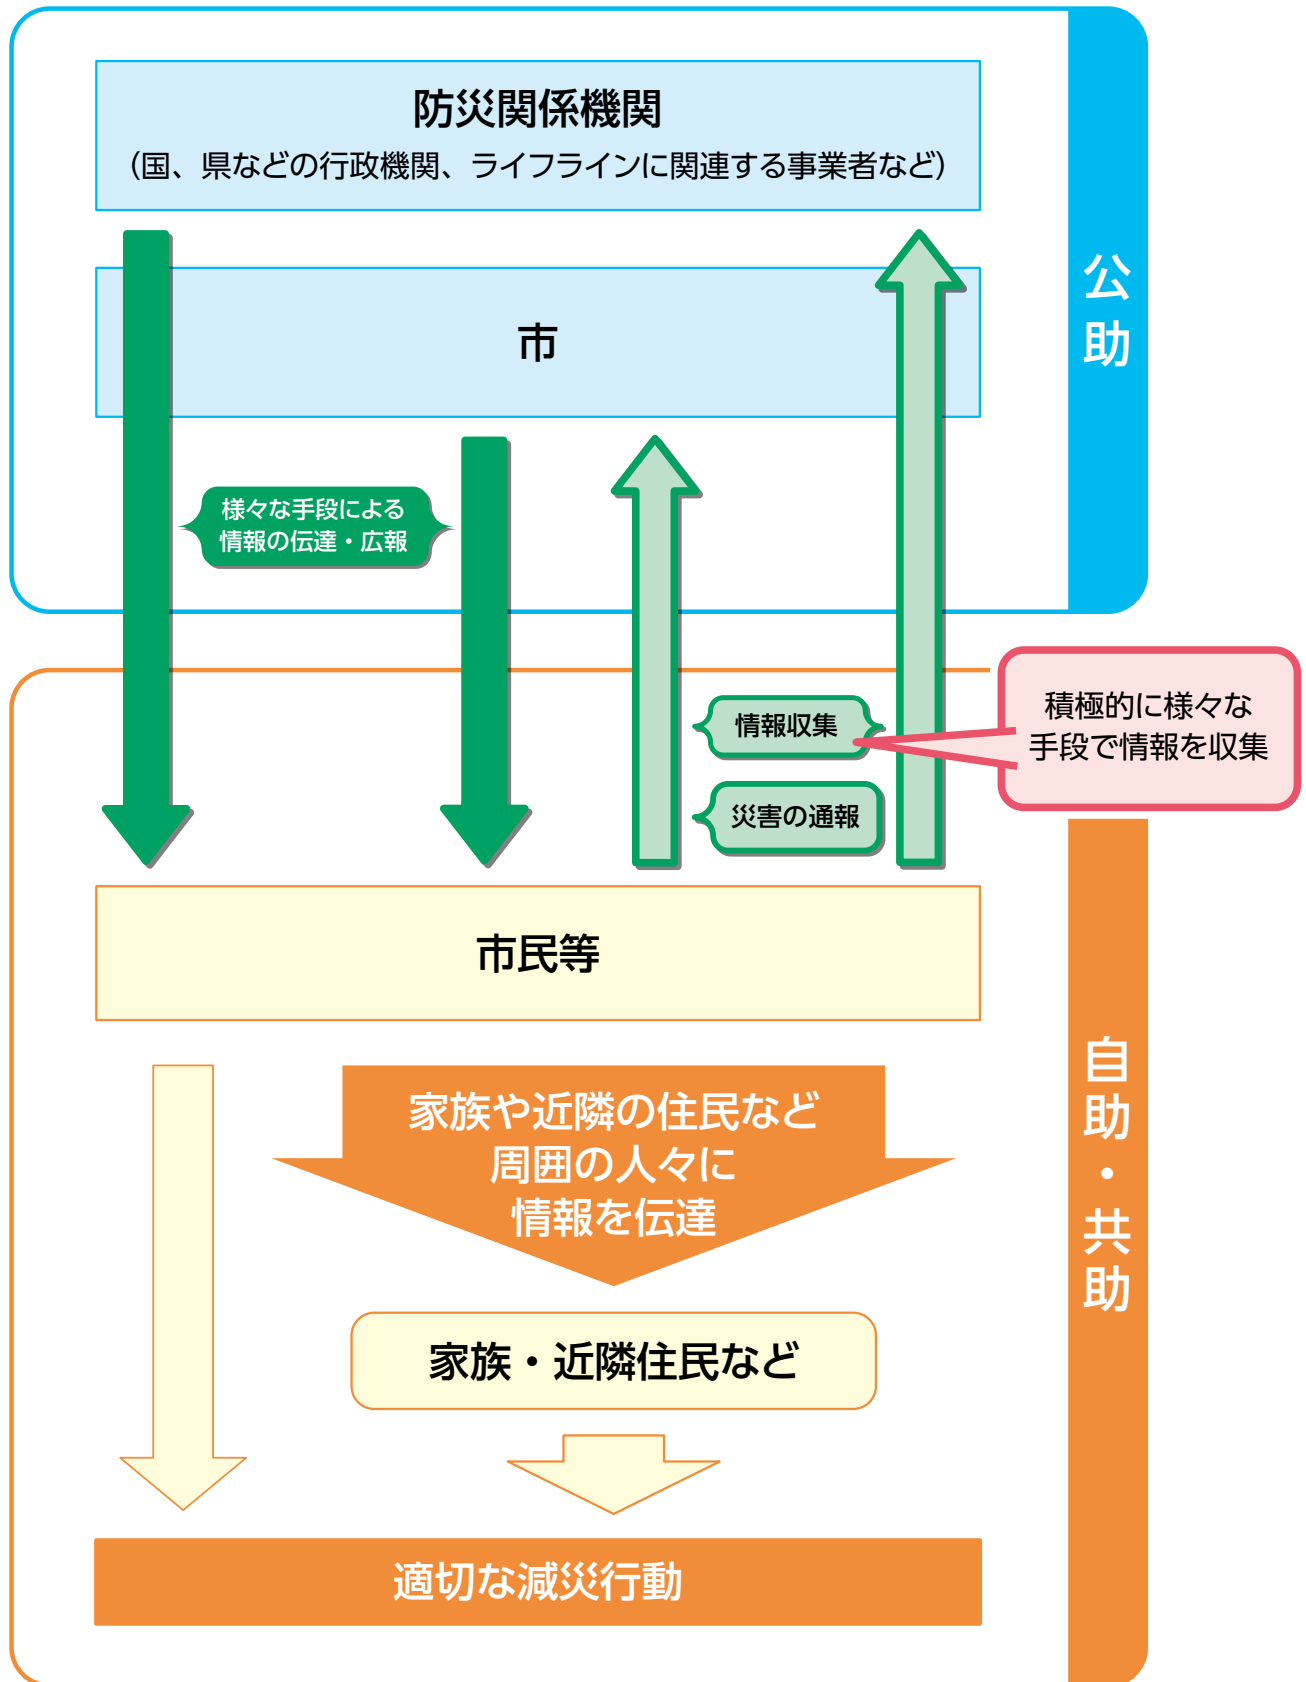 防災関係機関
（国、県などの行政機関、ライフラインに関連する事業者など）
市
公助
様々な手段による
情報の伝達・広報
情報収集
災害の通報
積極的に様々な
手段で情報を収集
市民等
家族や近隣の住民など
周囲の人々に
情報を伝達
自助・共助
家族・近隣住民など
適切な減災行動